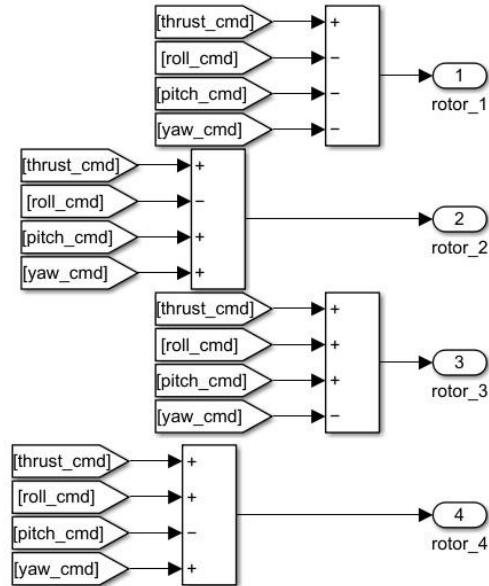 [thrust_cmd] +
[roll_cmd] −
[pitch_cmd] −
[yaw_cmd] −
1
rotor_1
[thrust_cmd] +
[roll_cmd] −
[pitch_cmd] +
[yaw_cmd] +
2
rotor_2
[thrust_cmd] +
[roll_cmd] +
[pitch_cmd] +
[yaw_cmd] −
3
rotor_3
[thrust_cmd] +
[roll_cmd] +
[pitch_cmd] −
[yaw_cmd] +
4
rotor_4